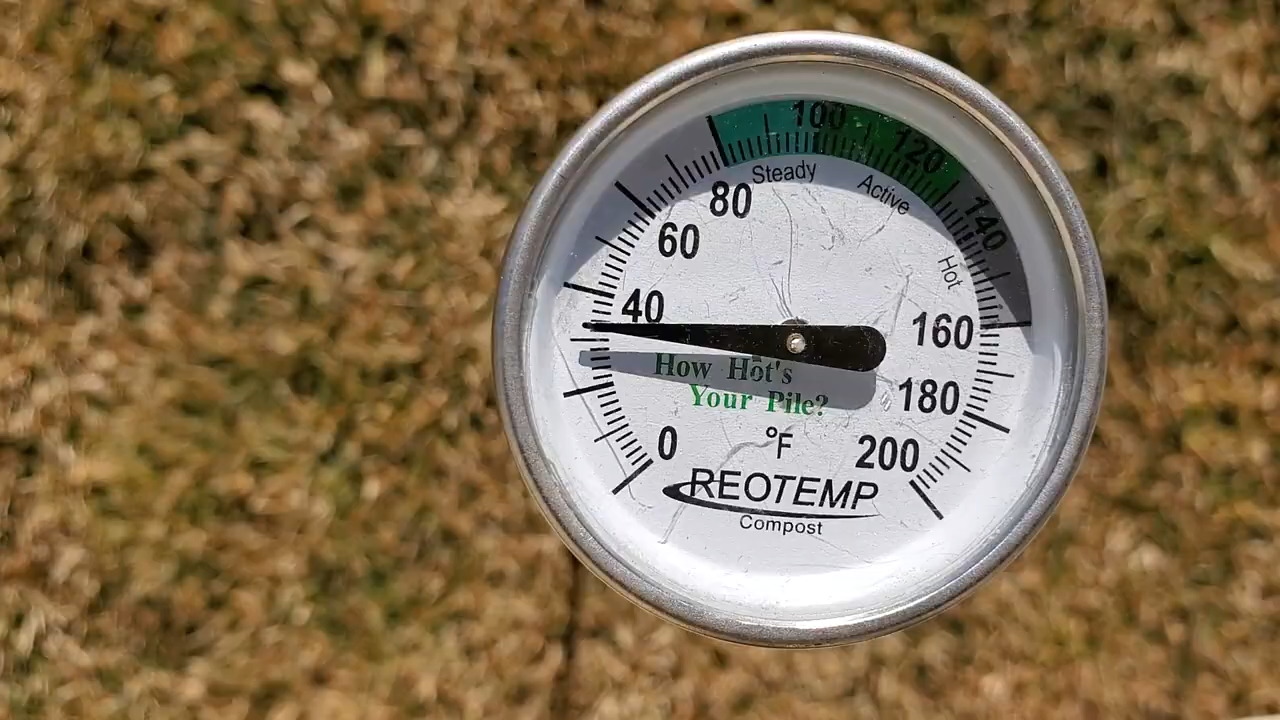 100
120
Steady
Active
80
140
60
Hot
40
160
How Hot's
Your Pile?
180
0
°F
200
REOTEMP
Compost